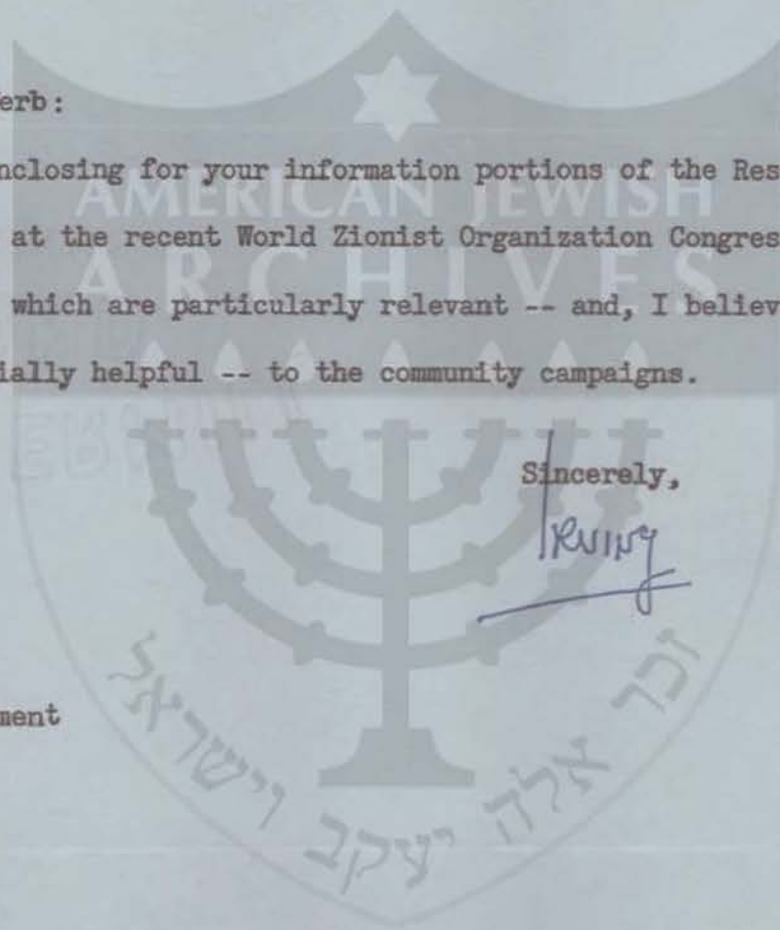 erb:
nclosing for your information portions of the Res
at the recent World Zionist Organization Congres
which are particularly relevant -- and, I believ
ially helpful -- to the community campaigns.
Sincerely,
IRVING
ment
AMERICAN JEWISH
ARCHIVES
זכר אלה יעקב וישראל